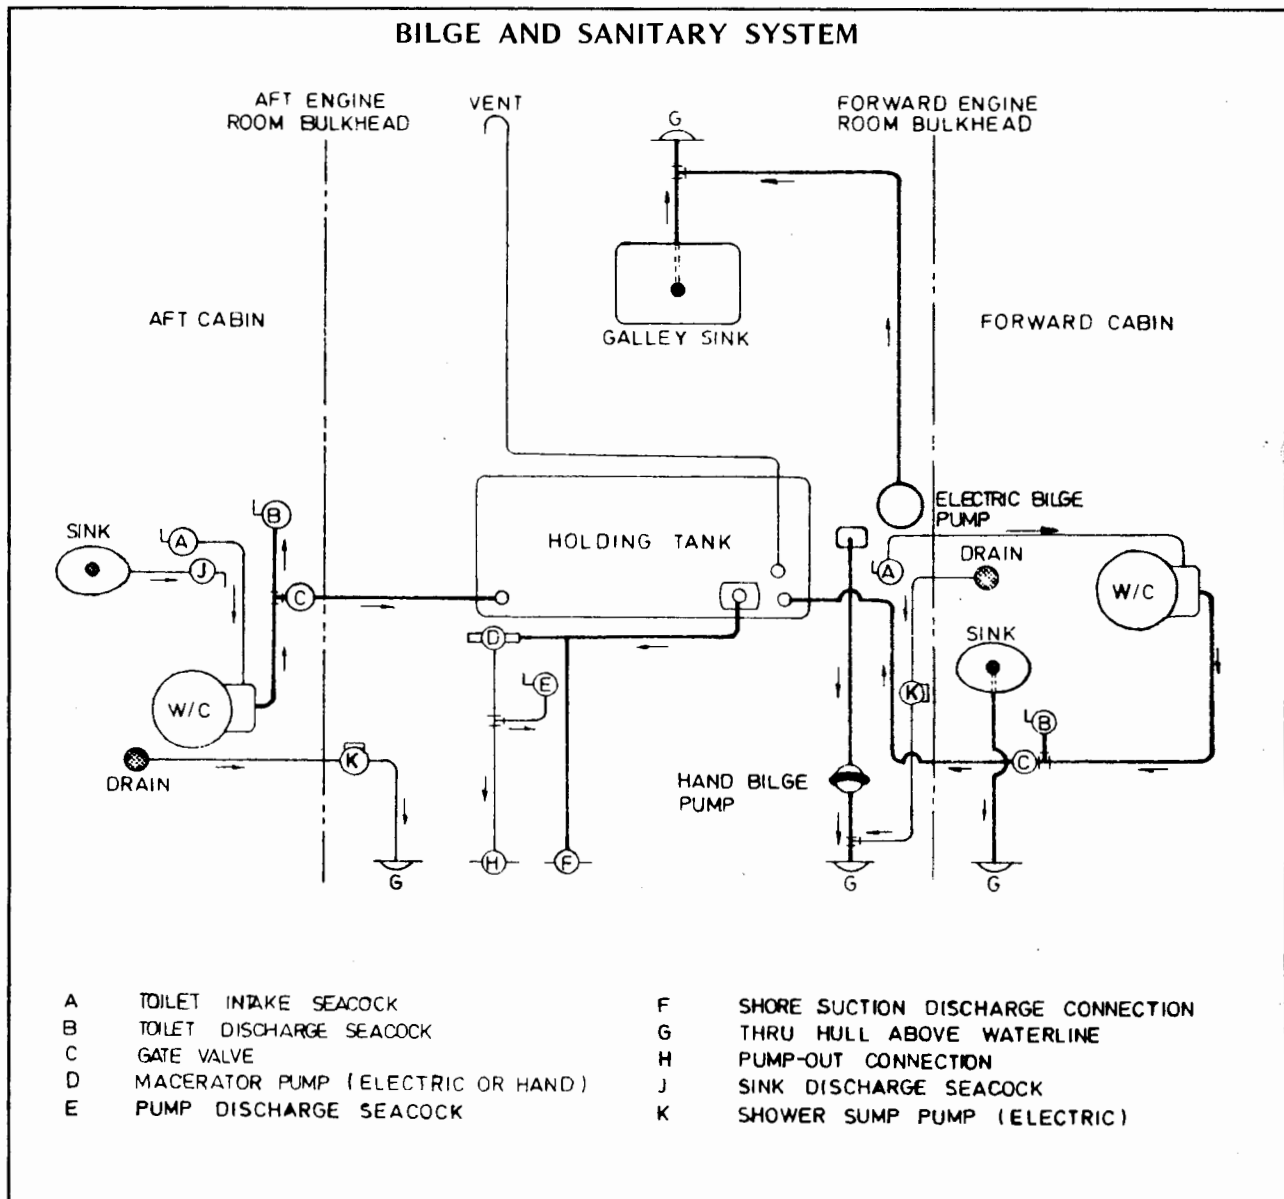 BILGE AND SANITARY SYSTEM
AFT ENGINE
ROOM BULKHEAD
VENT
G
FORWARD ENGINE
ROOM BULKHEAD
AFT CABIN
GALLEY SINK
FORWARD CABIN
ELECTRIC BILGE
PUMP
SINK
A
B
J
C
HOLDING TANK
A
DRAIN
W/C
SINK
D
E
W/C
K
B
DRAIN
K
C
HAND BILGE
PUMP
H
F
G
G
G
A TOILET INTAKE SEACOCK
B TOILET DISCHARGE SEACOCK
C GATE VALVE
D MACERATOR PUMP (ELECTRIC OR HAND)
E PUMP DISCHARGE SEACOCK
F SHORE SUCTION DISCHARGE CONNECTION
G THRU HULL ABOVE WATERLINE
H PUMP-OUT CONNECTION
J SINK DISCHARGE SEACOCK
K SHOWER SUMP PUMP (ELECTRIC)